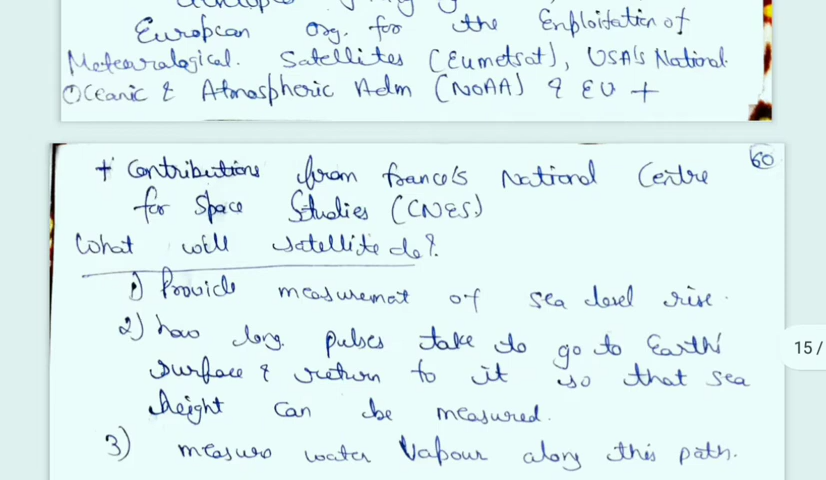 European Org. for the Exploitation of
Metearalogical. Satellites (Eumetsat), USA's National
Oceanic & Atmospheric Adm (NOAA) & EU +
60
+ Contributions from france's National Centre
for Space Studies (CNES)
What will satellite do?
1) Provide measuremnt of sea level rise.
2) how long pulses take to go to Earth's
surface & return to it so that sea
height can be measured.
3) measure water Vapour along this path.
15/